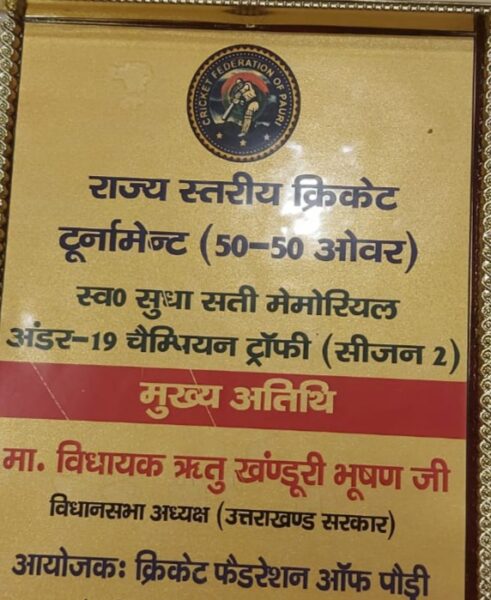 CRICKET FEDERATION OF PAURI
राज्य स्तरीय क्रिकेट
टूर्नामेन्ट (50-50 ओवर)
स्व0 सुधा सती मेमोरियल
अंडर-19 चैम्पियन ट्रॉफी (सीजन 2)
मुख्य अतिथि
मा. विधायक ऋतु खंण्डूरी भूषण जी
विधानसभा अध्यक्ष (उत्तराखण्ड सरकार)
आयोजकः क्रिकेट फैडरेशन ऑफ पौड़ी